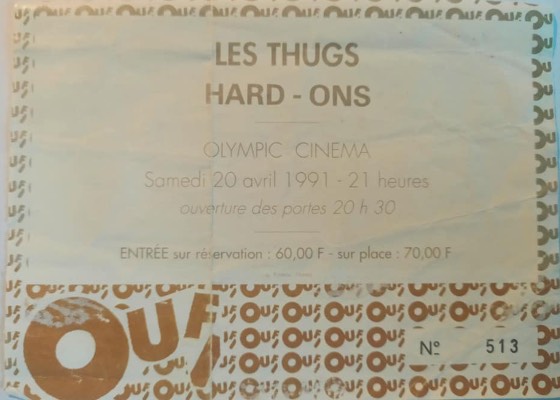 LES THUGS
HARD - ONS
OLYMPIC CINEMA
Samedi 20 avril 1991 - 21 heures
ouverture des portes 20 h 30
ENTRÉE sur réservation : 60,00 F - sur place : 70,00 F
OUF
Nº 513